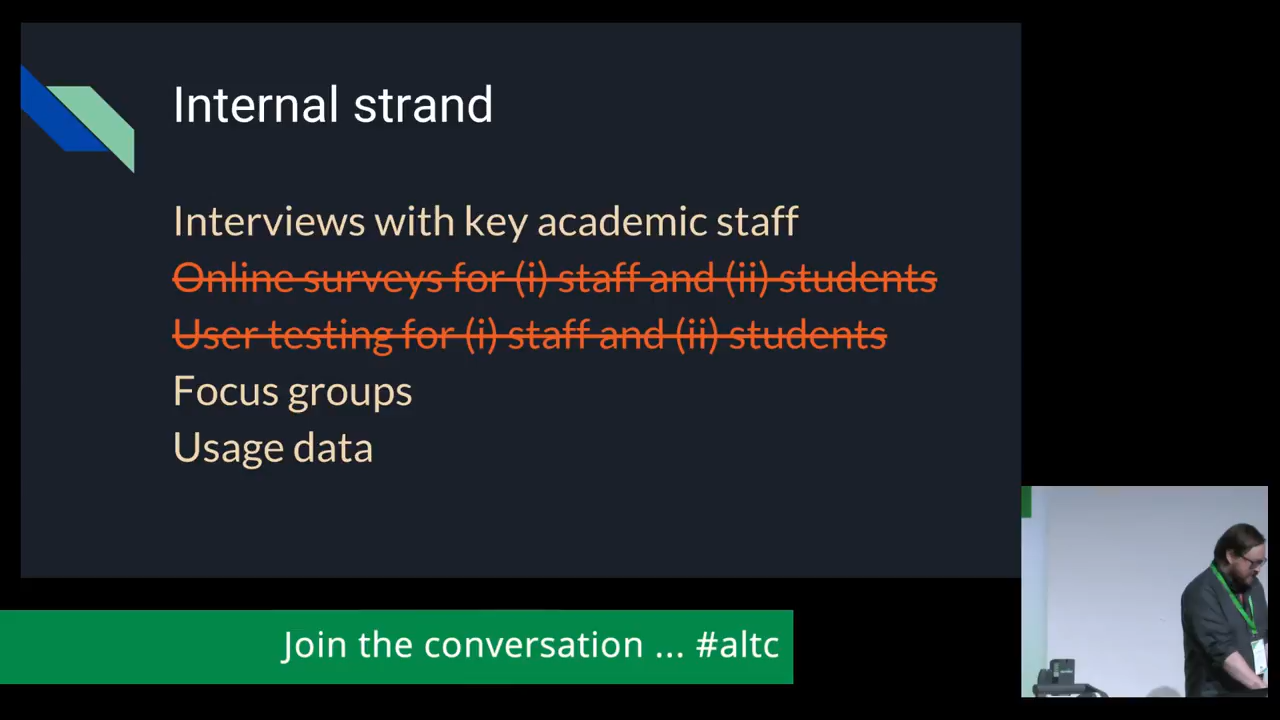 Internal strand
Interviews with key academic staff
Online surveys for (i) staff and (ii) students
User testing for (i) staff and (ii) students
Focus groups
Usage data
Join the conversation ... #altc